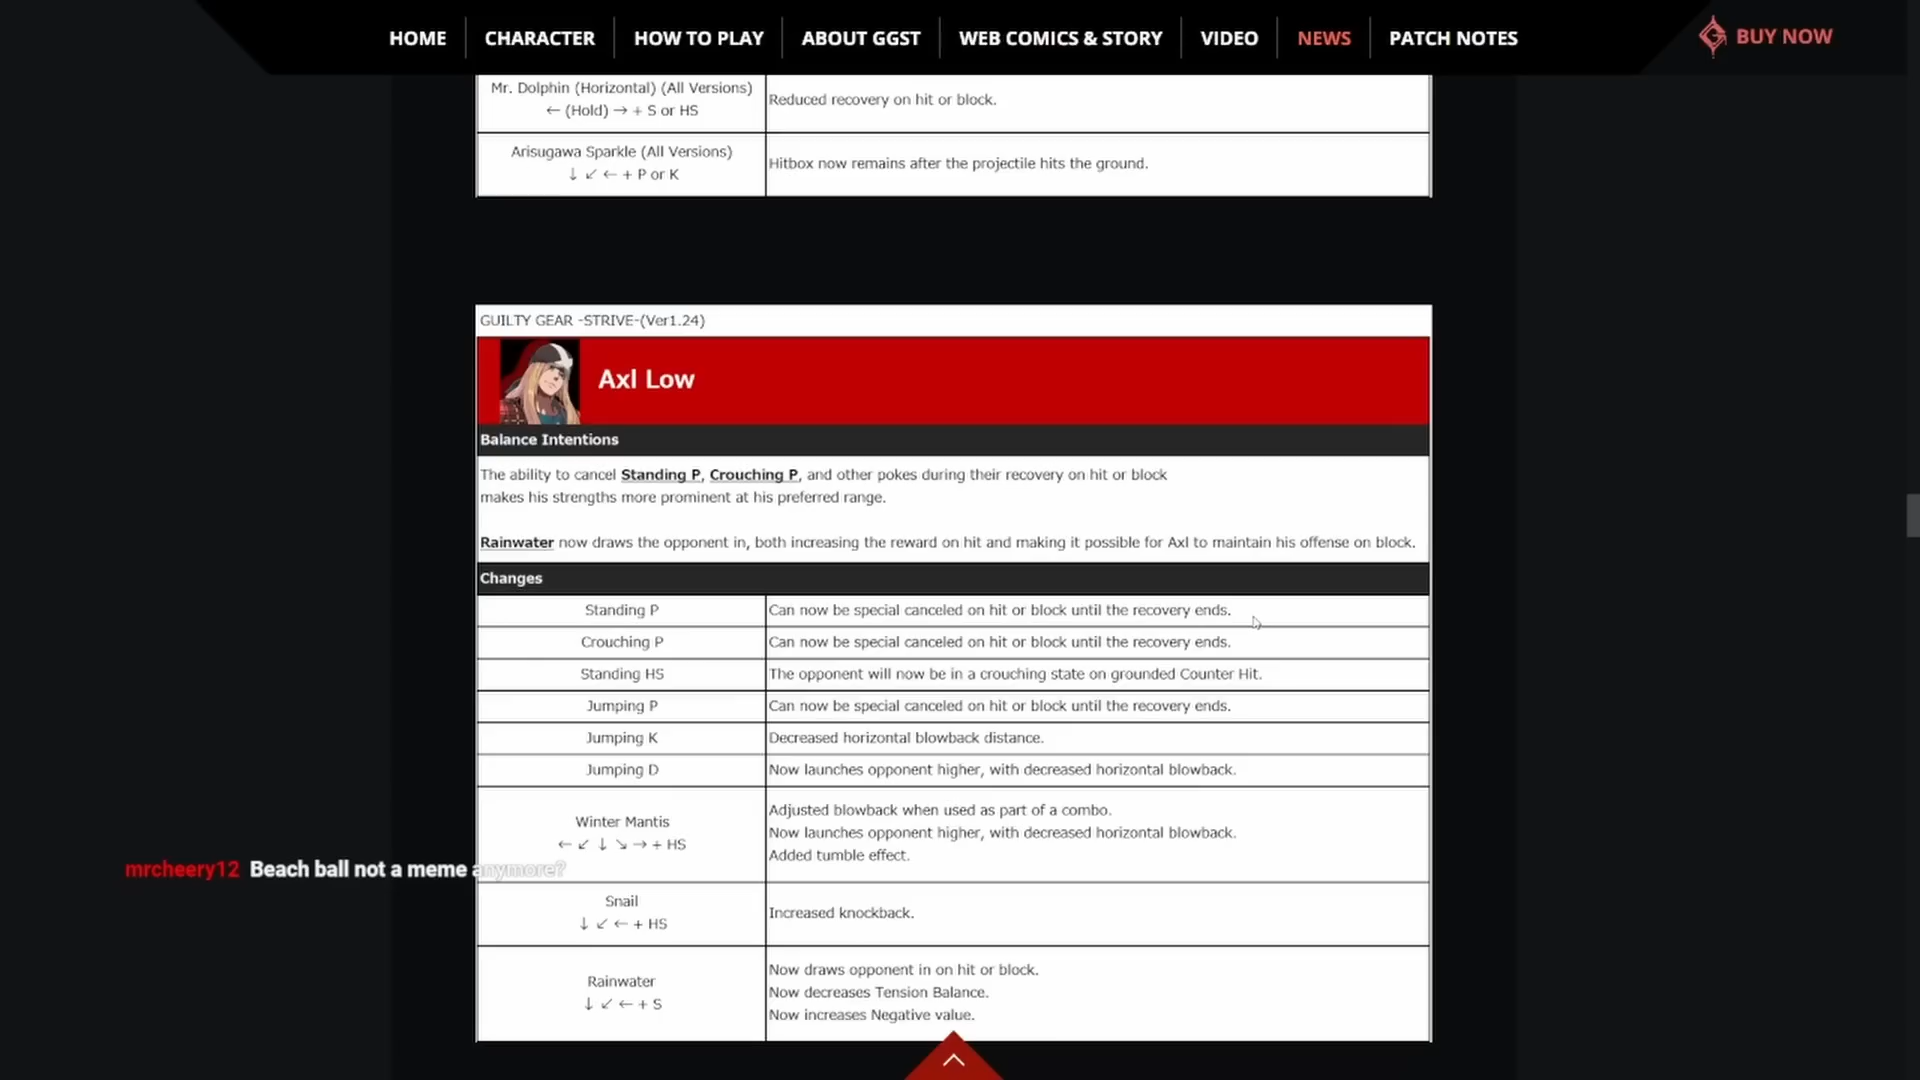 HOME
CHARACTER
HOW TO PLAY
ABOUT GGST
WEB COMICS & STORY
VIDEO
NEWS
PATCH NOTES
BUY NOW
Mr. Dolphin (Horizontal) (All Versions)
← (Hold) → + S or HS
Reduced recovery on hit or block.
Arisugawa Sparkle (All Versions)
↓ ↙ ← + P or K
Hitbox now remains after the projectile hits the ground.
GUILTY GEAR -STRIVE-(Ver1.24)
Axl Low
Balance Intentions
The ability to cancel Standing P, Crouching P, and other pokes during their recovery on hit or block
makes his strengths more prominent at his preferred range.
Rainwater now draws the opponent in, both increasing the reward on hit and making it possible for Axl to maintain his offense on block.
Changes
Standing P
Can now be special canceled on hit or block until the recovery ends.
Crouching P
Can now be special canceled on hit or block until the recovery ends.
Standing HS
The opponent will now be in a crouching state on grounded Counter Hit.
Jumping P
Can now be special canceled on hit or block until the recovery ends.
Jumping K
Decreased horizontal blowback distance.
Jumping D
Now launches opponent higher, with decreased horizontal blowback.
Winter Mantis
← ↙ ↓ ↘ → + HS
Adjusted blowback when used as part of a combo.
Now launches opponent higher, with decreased horizontal blowback.
Added tumble effect.
mrcheery12 Beach ball not a meme anymore?
Snail
↓ ↙ ← + HS
Increased knockback.
Rainwater
↓ ↙ ← + S
Now draws opponent in on hit or block.
Now decreases Tension Balance.
Now increases Negative value.